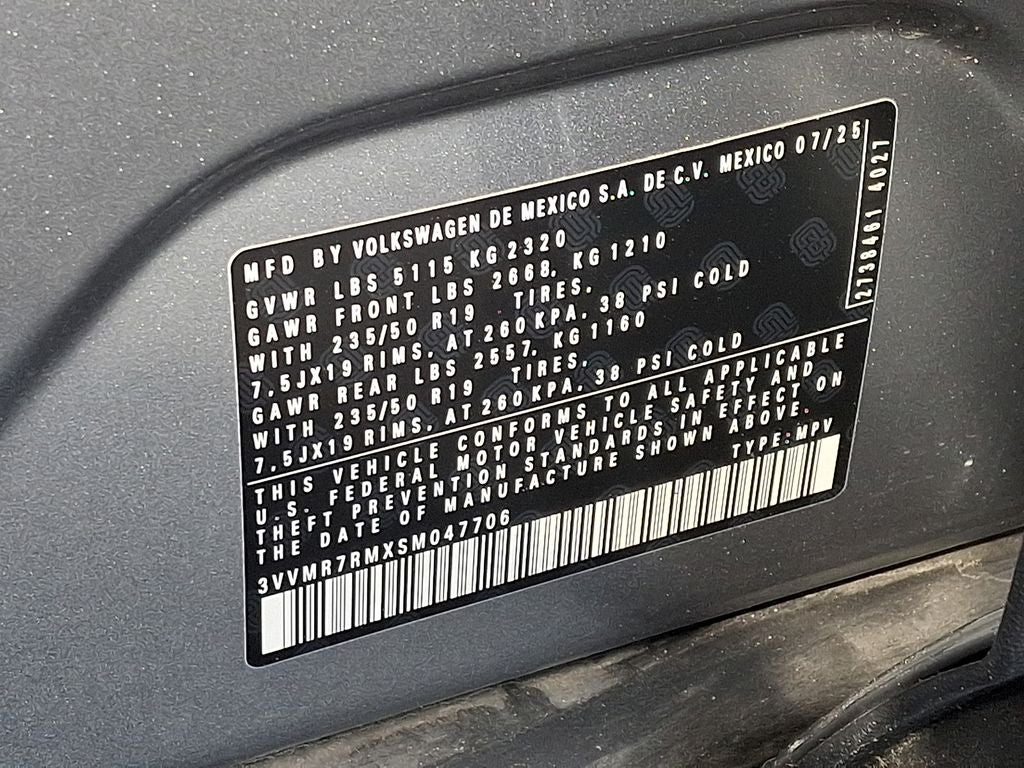 MFD BY VOLKSWAGEN DE MEXICO S.A. DE C.V. MEXICO 07/25
GVWR LBS 5115 KG 2320
GAWR FRONT LBS 2668, KG 1210
WITH 235/50 R19 TIRES,
7,5JX19 RIMS, AT 260 KPA, 38 PSI COLD
GAWR REAR LBS 2557, KG 1160
WITH 235/50 R19 TIRES,
7,5JX19 RIMS, AT 260 KPA, 38 PSI COLD
THIS VEHICLE CONFORMS TO ALL APPLICABLE
U.S. FEDERAL MOTOR VEHICLE SAFETY AND
THEFT PREVENTION STANDARDS IN EFFECT ON
THE DATE OF MANUFACTURE SHOWN ABOVE.
TYPE: MPV
3VVMR7RMXSM047706
2138461 4027